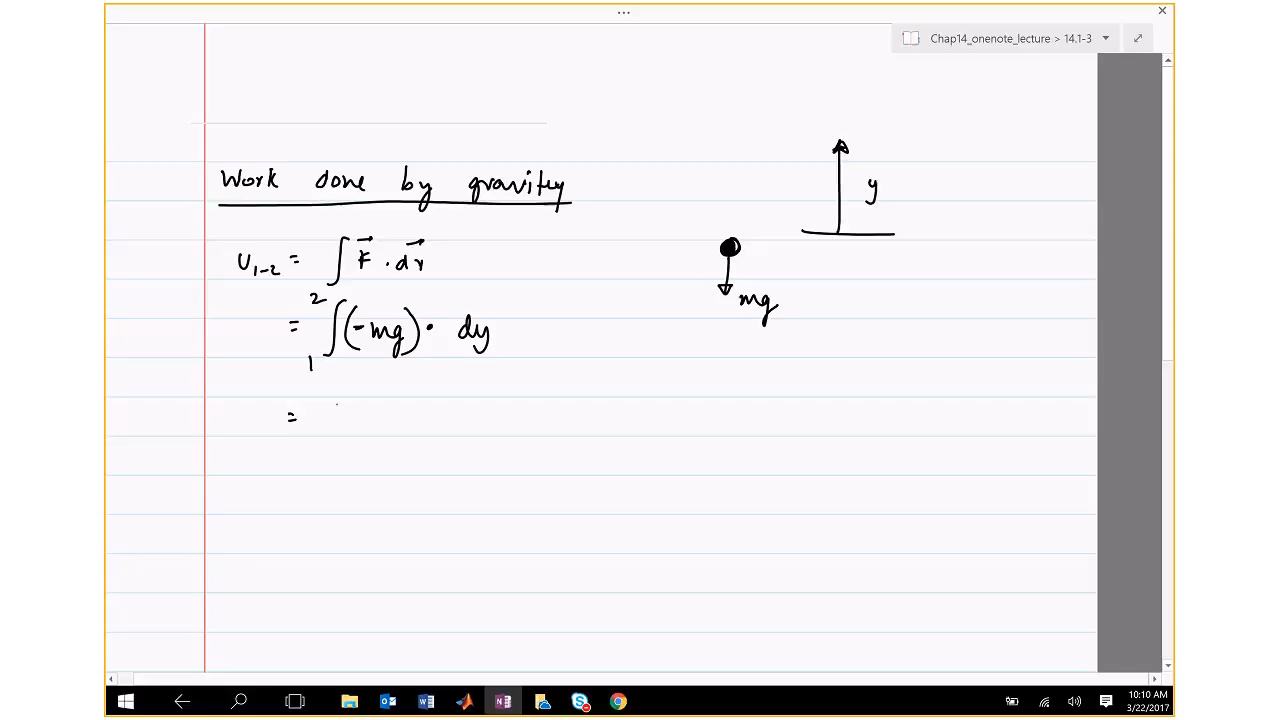 Chap14_onenote_lecture > 14.1-3
Work done by gravity
y
U₁₋₂ = ∫ F⃗ · dr⃗
mg
= ∫₁² (-mg) · dy
=
10:10 AM
3/22/2017